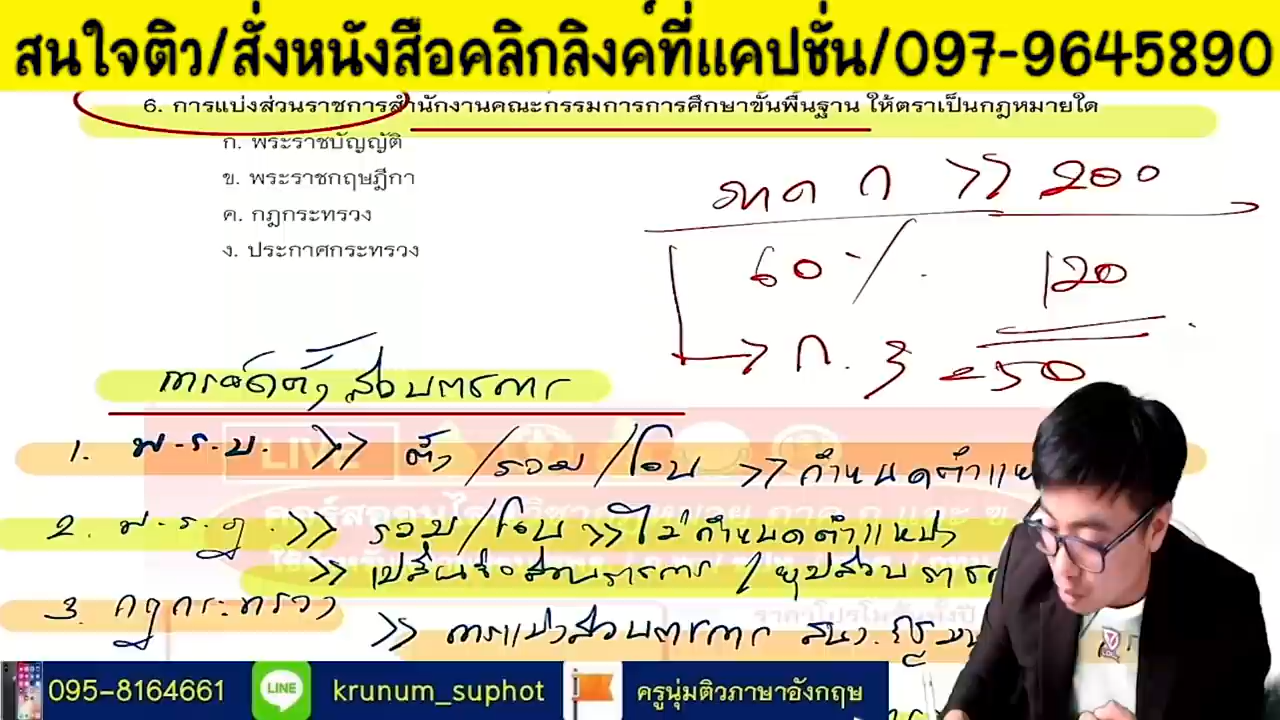 สนใจติว/สั่งหนังสือคลิกลิงค์ที่แคปชั่น/097-9645890
6. การแบ่งส่วนราชการสำนักงานคณะกรรมการการศึกษาขั้นพื้นฐาน ให้ตราเป็นกฎหมายใด
ก. พระราชบัญญัติ
ข. พระราชกฤษฎีกา
ค. กฎกระทรวง
ง. ประกาศกระทรวง
ภาค ก >> 200
60 %. 120
→ ก. 3 = 50
การจัดตั้งส่วนราชการ
1. พ.ร.บ. >> ตั้ง/รวม/โอน >> กำหนดตำแห
LIVE
2. พ.ร.ฎ. >> รวม/โอน >> ไม่กำหนดตำแหน่ง
>> เปลี่ยนชื่อส่วนราชการ / ยุบส่วนราช
3. กฎกระทรวง
>> การแบ่งส่วนราชการ
095-8164661 LINE krunum_suphot ครูนุ่มติวภาษาอังกฤษ